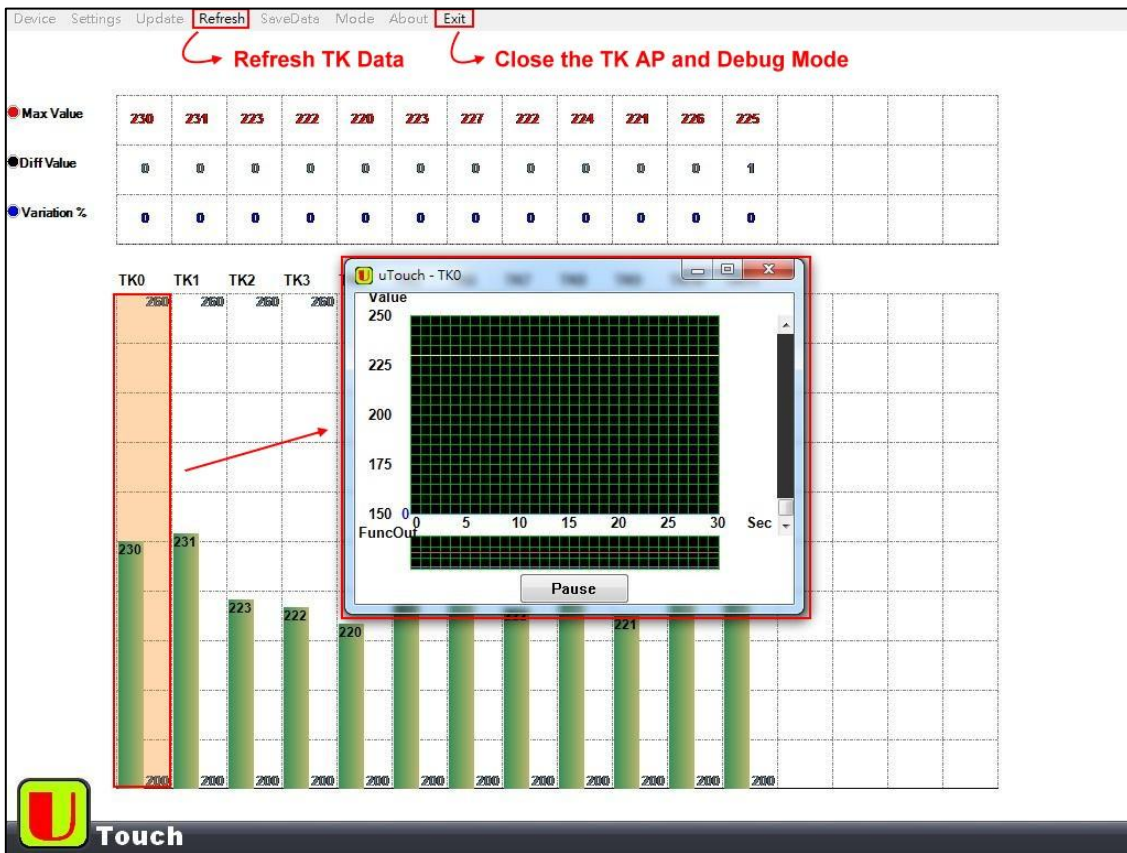 Device Settings Update Refresh SaveData Mode About Exit
Refresh TK Data
Close the TK AP and Debug Mode
Max Value 230 231 223 222 220 223 227 222 224 221 226 225
Diff Value 0 0 0 0 0 0 0 0 0 0 0 1
Variation % 0 0 0 0 0 0 0 0 0 0 0 0
TK0 TK1 TK2 TK3
260 260 260 260
uTouch - TK0
Value
250
225
200
175
150 0
0 5 10 15 20 25 30 Sec
FuncOut
Pause
230 231 223 222 220 221
200 200 200 200 200 200 200 200 200 200 200 200
U
Touch